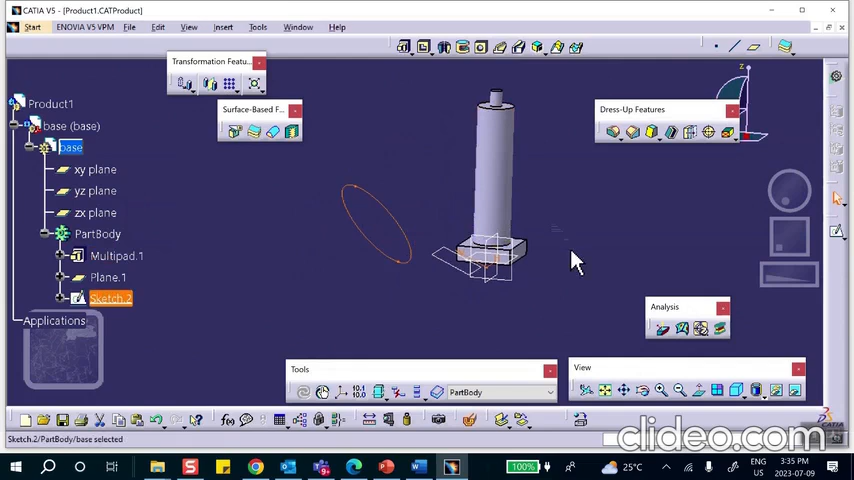 CATIA V5 - [Product1.CATProduct]
Start ENOVIA V5 VPM File Edit View Insert Tools Window Help
Transformation Featu...
Surface-Based F...
Dress-Up Features
z
Product1
base (base)
base
xy plane
yz plane
zx plane
PartBody
Multipad.1
Plane.1
Sketch.2
Applications
Analysis
Tools
View
10.1
PartBody
f(x)
CATIA
Sketch.2/PartBody/base selected
clideo.com
100%
25°C
ENG
US
3:35 PM
2023-07-09